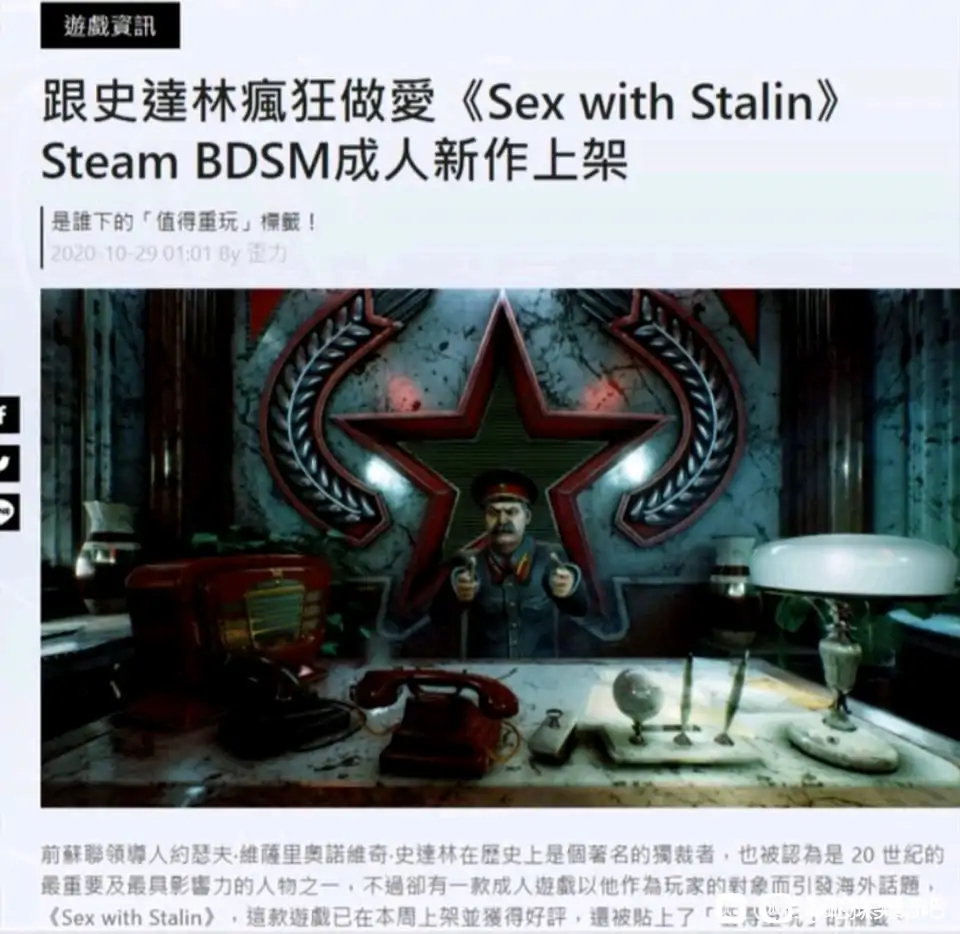 遊戲資訊
跟史達林瘋狂做愛《Sex with Stalin》
Steam BDSM成人新作上架
是誰下的「值得重玩」標籤！
2020-10-29 01:01 By 歪力
f
前蘇聯領導人約瑟夫·維薩里奧諾維奇·史達林在歷史上是個著名的獨裁者，也被認為是 20 世紀的
最重要及最具影響力的人物之一，不過卻有一款成人遊戲以他作為玩家的對象而引發海外話題，
《Sex with Stalin》，這款遊戲已在本周上架並獲得好評，還被貼上了「值得重玩」的標籤